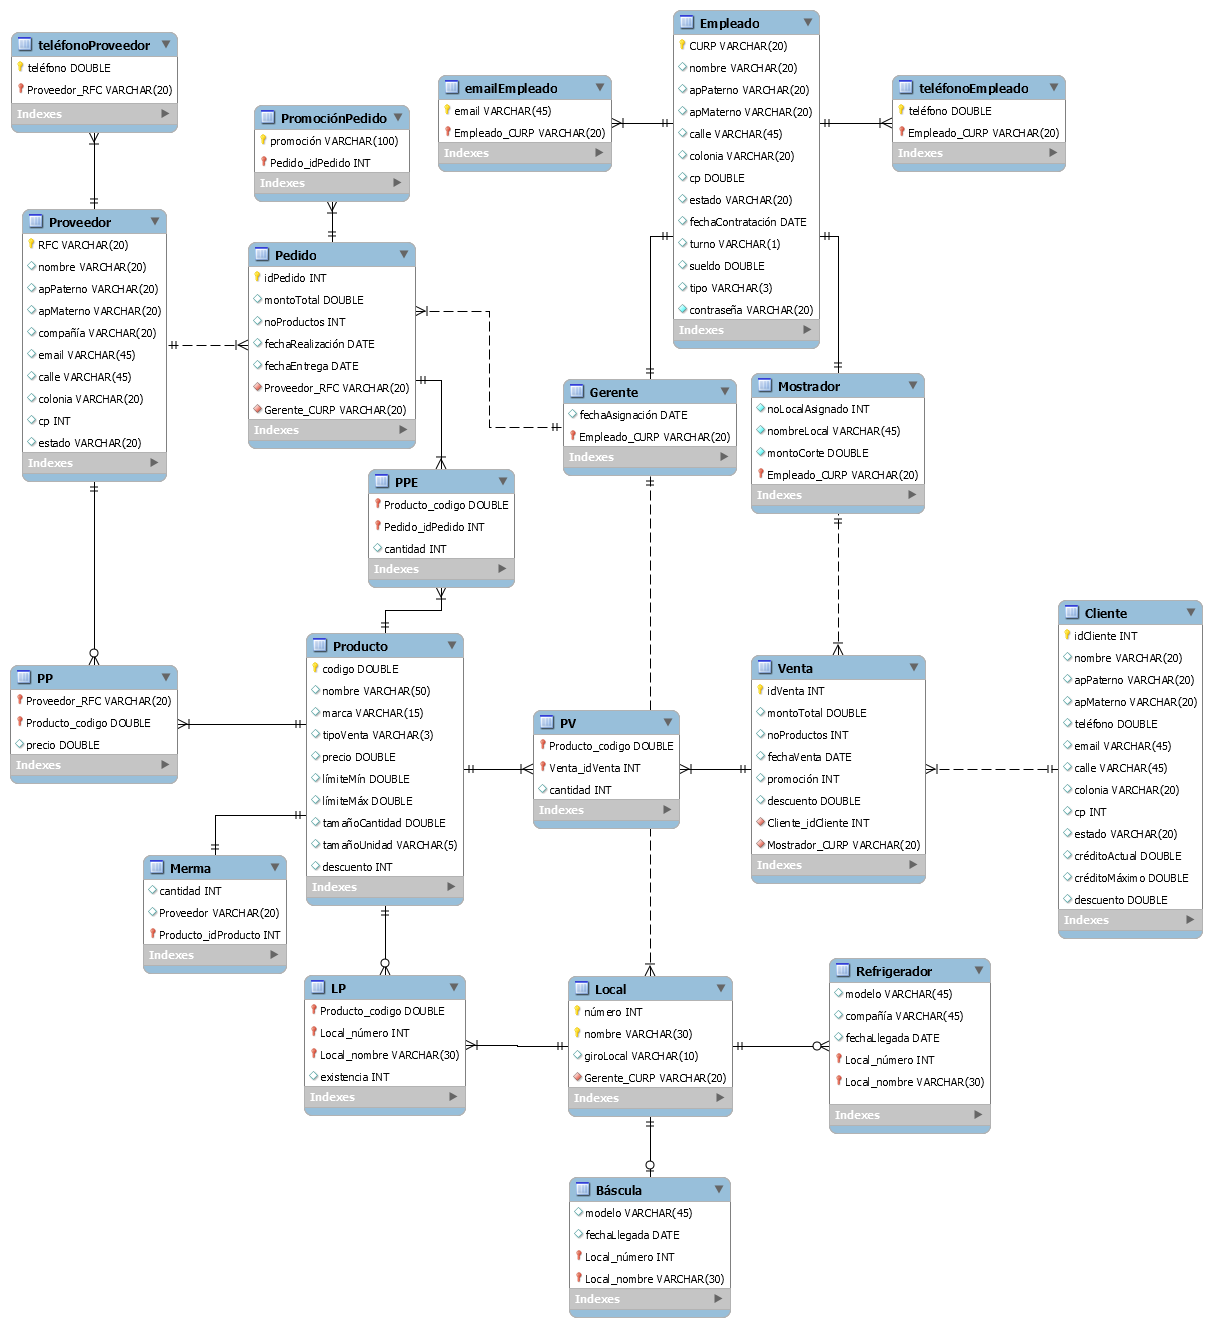 teléfonoProveedor
teléfono DOUBLE
Proveedor_RFC VARCHAR(20)
Indexes
PromociónPedido
promoción VARCHAR(100)
Pedido_idPedido INT
Indexes
emailEmpleado
email VARCHAR(45)
Empleado_CURP VARCHAR(20)
Indexes
Empleado
CURP VARCHAR(20)
nombre VARCHAR(20)
apPaterno VARCHAR(20)
apMaterno VARCHAR(20)
calle VARCHAR(45)
colonia VARCHAR(20)
cp DOUBLE
estado VARCHAR(20)
fechaContratación DATE
turno VARCHAR(1)
sueldo DOUBLE
tipo VARCHAR(3)
contraseña VARCHAR(20)
Indexes
teléfonoEmpleado
teléfono DOUBLE
Empleado_CURP VARCHAR(20)
Indexes
Proveedor
RFC VARCHAR(20)
nombre VARCHAR(20)
apPaterno VARCHAR(20)
apMaterno VARCHAR(20)
compañía VARCHAR(20)
email VARCHAR(45)
calle VARCHAR(45)
colonia VARCHAR(20)
cp INT
estado VARCHAR(20)
Indexes
Pedido
idPedido INT
montoTotal DOUBLE
noProductos INT
fechaRealización DATE
fechaEntrega DATE
Proveedor_RFC VARCHAR(20)
Gerente_CURP VARCHAR(20)
Indexes
Gerente
fechaAsignación DATE
Empleado_CURP VARCHAR(20)
Indexes
Mostrador
noLocalAsignado INT
nombreLocal VARCHAR(45)
montoCorte DOUBLE
Empleado_CURP VARCHAR(20)
Indexes
PPE
Producto_codigo DOUBLE
Pedido_idPedido INT
cantidad INT
Indexes
PP
Proveedor_RFC VARCHAR(20)
Producto_codigo DOUBLE
precio DOUBLE
Indexes
Producto
codigo DOUBLE
nombre VARCHAR(50)
marca VARCHAR(15)
tipoVenta VARCHAR(3)
precio DOUBLE
límiteMín DOUBLE
límiteMáx DOUBLE
tamañoCantidad DOUBLE
tamañoUnidad VARCHAR(5)
descuento INT
Indexes
PV
Producto_codigo DOUBLE
Venta_idVenta INT
cantidad INT
Indexes
Venta
idVenta INT
montoTotal DOUBLE
noProductos INT
fechaVenta DATE
promoción INT
descuento DOUBLE
Cliente_idCliente INT
Mostrador_CURP VARCHAR(20)
Indexes
Cliente
idCliente INT
nombre VARCHAR(20)
apPaterno VARCHAR(20)
apMaterno VARCHAR(20)
teléfono DOUBLE
email VARCHAR(45)
calle VARCHAR(45)
colonia VARCHAR(20)
cp INT
estado VARCHAR(20)
créditoActual DOUBLE
créditoMáximo DOUBLE
descuento DOUBLE
Indexes
Merma
cantidad INT
Proveedor VARCHAR(20)
Producto_idProducto INT
Indexes
LP
Producto_codigo DOUBLE
Local_número INT
Local_nombre VARCHAR(30)
existencia INT
Indexes
Local
número INT
nombre VARCHAR(30)
giroLocal VARCHAR(10)
Gerente_CURP VARCHAR(20)
Indexes
Refrigerador
modelo VARCHAR(45)
compañía VARCHAR(45)
fechaLlegada DATE
Local_número INT
Local_nombre VARCHAR(30)
Indexes
Báscula
modelo VARCHAR(45)
fechaLlegada DATE
Local_número INT
Local_nombre VARCHAR(30)
Indexes